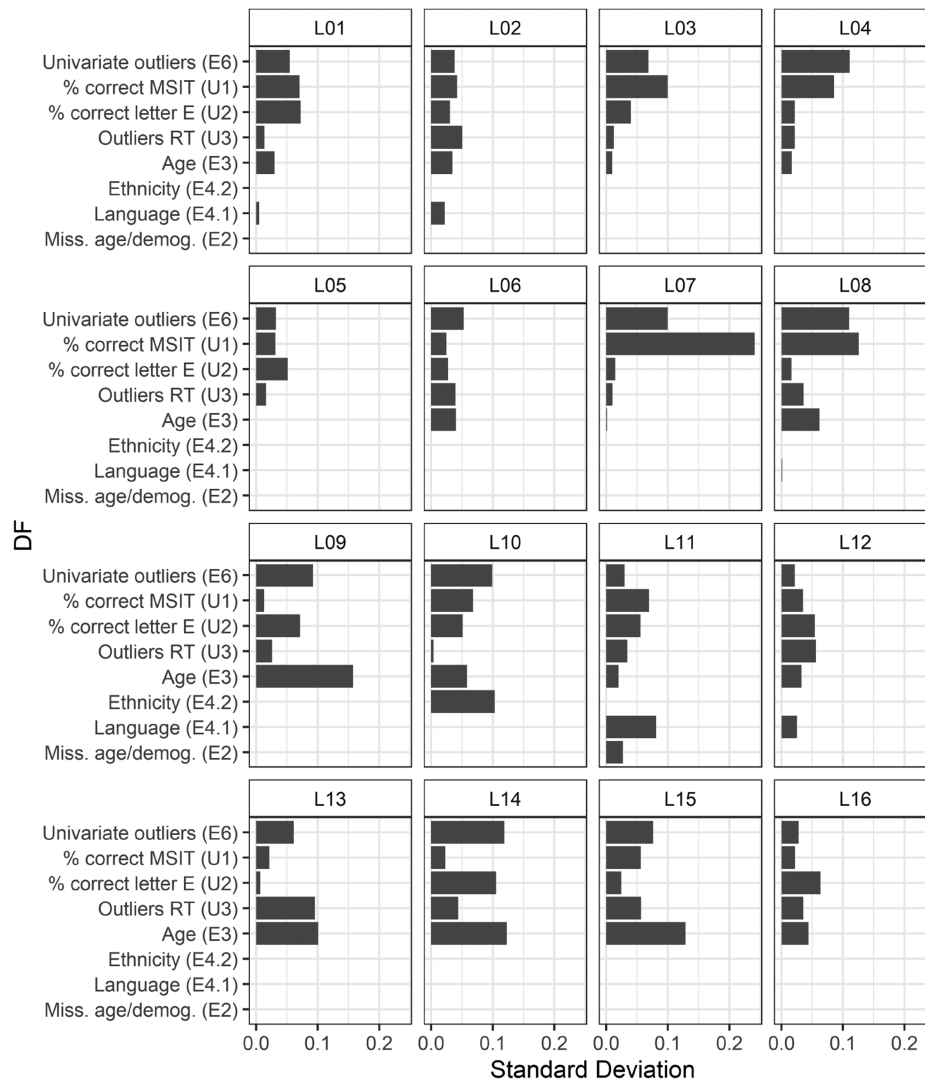 L01 L02 L03 L04
Univariate outliers (E6)
% correct MSIT (U1)
% correct letter E (U2)
Outliers RT (U3)
Age (E3)
Ethnicity (E4.2)
Language (E4.1)
Miss. age/demog. (E2)
L05 L06 L07 L08
Univariate outliers (E6)
% correct MSIT (U1)
% correct letter E (U2)
Outliers RT (U3)
Age (E3)
Ethnicity (E4.2)
Language (E4.1)
Miss. age/demog. (E2)
DF
L09 L10 L11 L12
Univariate outliers (E6)
% correct MSIT (U1)
% correct letter E (U2)
Outliers RT (U3)
Age (E3)
Ethnicity (E4.2)
Language (E4.1)
Miss. age/demog. (E2)
L13 L14 L15 L16
Univariate outliers (E6)
% correct MSIT (U1)
% correct letter E (U2)
Outliers RT (U3)
Age (E3)
Ethnicity (E4.2)
Language (E4.1)
Miss. age/demog. (E2)
0.0 0.1 0.2 0.0 0.1 0.2 0.0 0.1 0.2 0.0 0.1 0.2
Standard Deviation